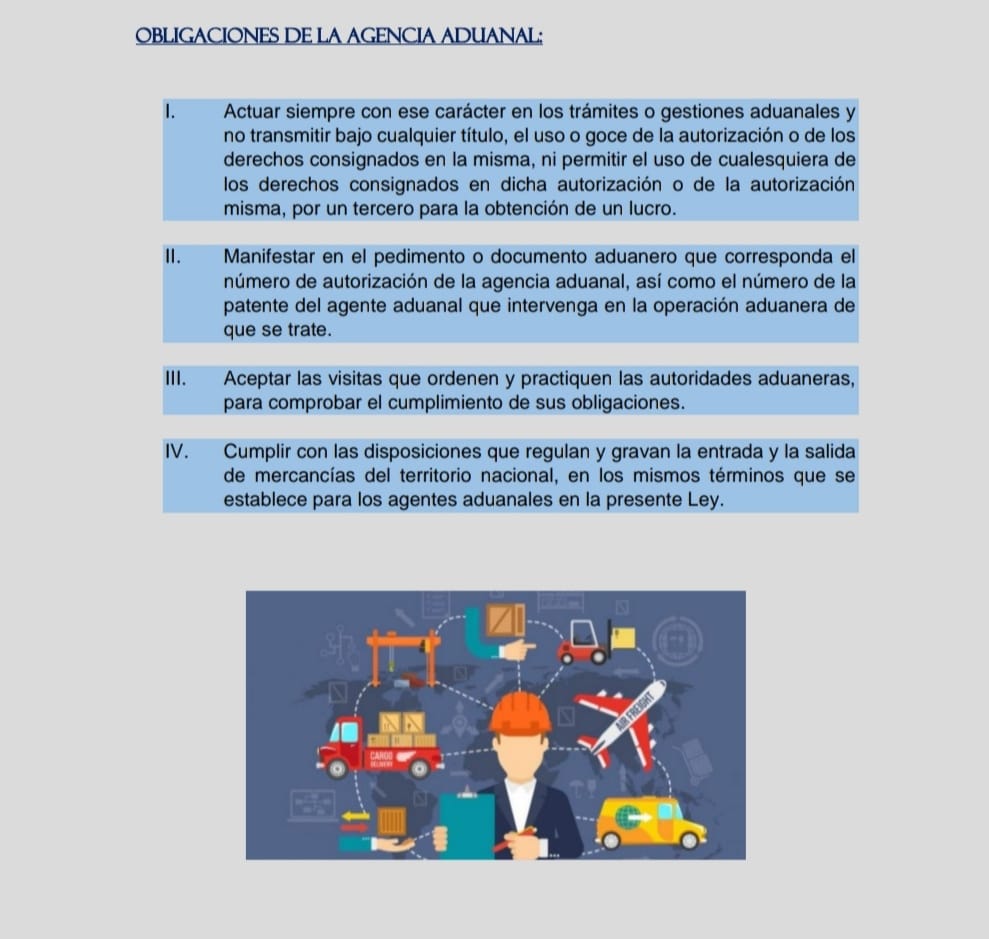 OBLIGACIONES DE LA AGENCIA ADUANAL:
I. Actuar siempre con ese carácter en los trámites o gestiones aduanales y
no transmitir bajo cualquier título, el uso o goce de la autorización o de los
derechos consignados en la misma, ni permitir el uso de cualesquiera de
los derechos consignados en dicha autorización o de la autorización
misma, por un tercero para la obtención de un lucro.
II. Manifestar en el pedimento o documento aduanero que corresponda el
número de autorización de la agencia aduanal, así como el número de la
patente del agente aduanal que intervenga en la operación aduanera de
que se trate.
III. Aceptar las visitas que ordenen y practiquen las autoridades aduaneras,
para comprobar el cumplimiento de sus obligaciones.
IV. Cumplir con las disposiciones que regulan y gravan la entrada y la salida
de mercancías del territorio nacional, en los mismos términos que se
establece para los agentes aduanales en la presente Ley.
AIR FREIGHT
CARGO
DELIVERY